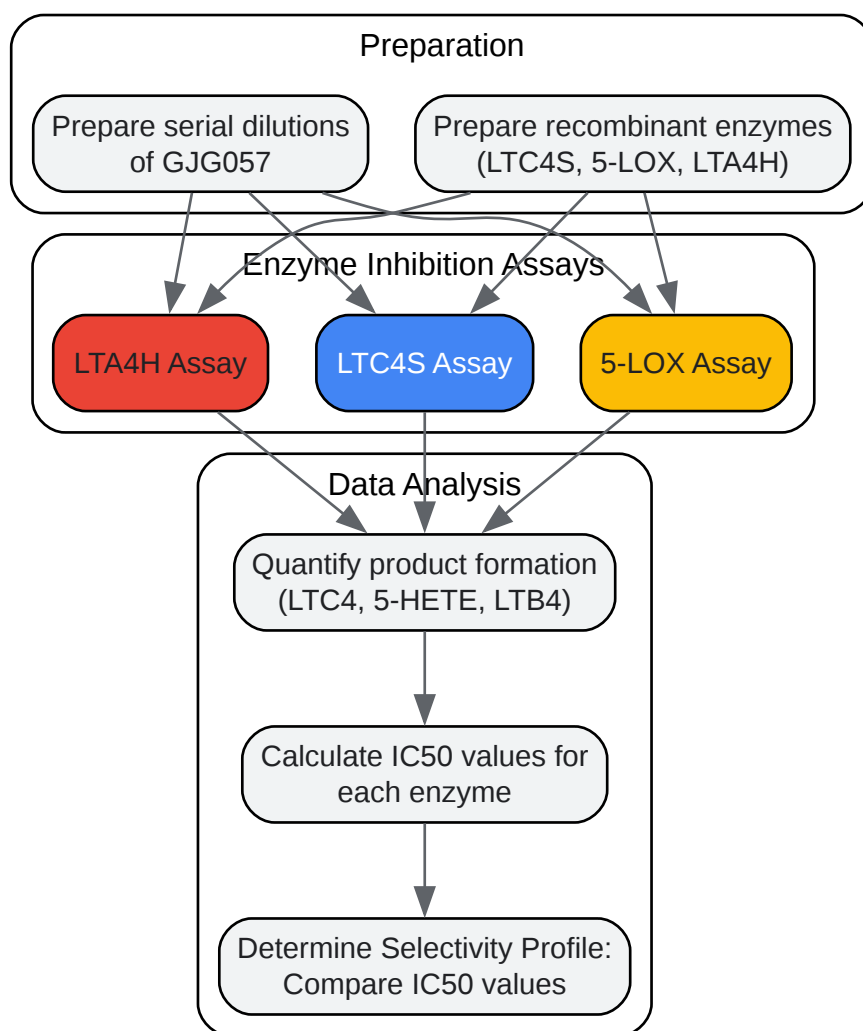 Preparation
Prepare serial dilutions
of GJG057
Prepare recombinant enzymes
(LTC4S, 5-LOX, LTA4H)
Enzyme Inhibition Assays
LTA4H Assay
LTC4S Assay
5-LOX Assay
Data Analysis
Quantify product formation
(LTC4, 5-HETE, LTB4)
Calculate IC50 values for
each enzyme
Determine Selectivity Profile:
Compare IC50 values